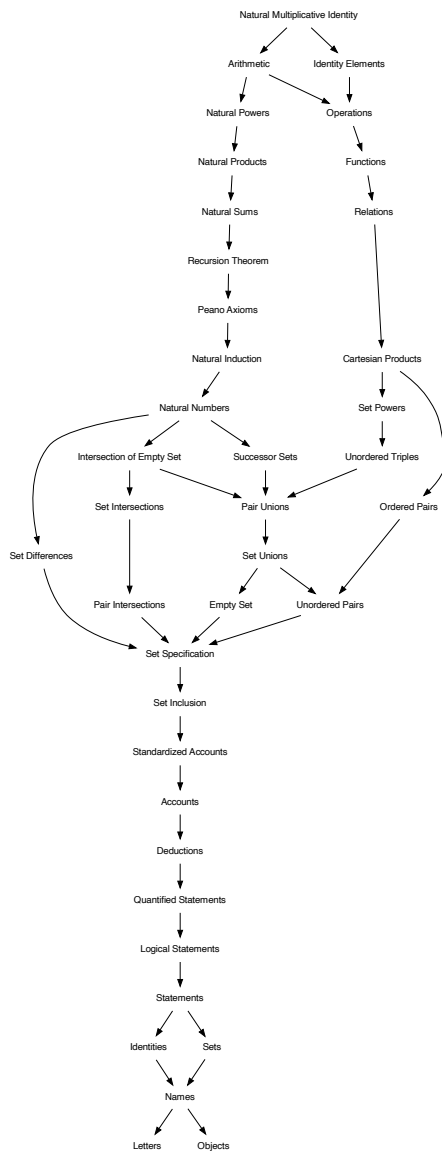 Natural Multiplicative Identity
Arithmetic
Identity Elements
Natural Powers
Operations
Natural Products
Functions
Natural Sums
Relations
Recursion Theorem
Peano Axioms
Natural Induction
Cartesian Products
Natural Numbers
Set Powers
Intersection of Empty Set
Successor Sets
Unordered Triples
Set Intersections
Pair Unions
Ordered Pairs
Set Differences
Set Unions
Pair Intersections
Empty Set
Unordered Pairs
Set Specification
Set Inclusion
Standardized Accounts
Accounts
Deductions
Quantified Statements
Logical Statements
Statements
Identities
Sets
Names
Letters
Objects